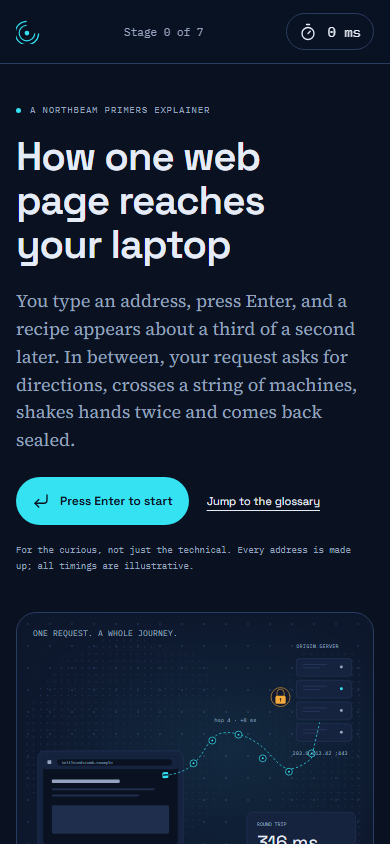 Stage 0 of 7
0 ms
A NORTHBEAM PRIMERS EXPLAINER
How one web
page reaches
your laptop
You type an address, press Enter, and a
recipe appears about a third of a second
later. In between, your request asks for
directions, crosses a string of machines,
shakes hands twice and comes back
sealed.
Press Enter to start
Jump to the glossary
For the curious, not just the technical. Every address is made
up; all timings are illustrative.
ONE REQUEST. A WHOLE JOURNEY.
ORIGIN SERVER
hop 4 · +8 ms
ROUND TRIP
316 ms